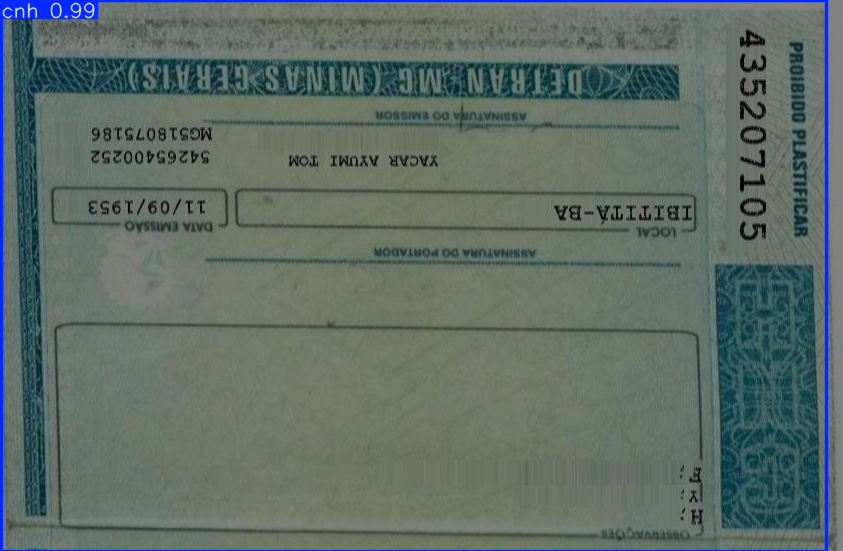 cnh 0.99
OBSERVAÇÕES
H:
Y:
E:
ASSINATURA DO PORTADOR
LOCAL
DATA EMISSÃO
IBITITÁ-BA
11/09/1953
YACAR AYUMI TOM
54265400252
MG518075186
ASSINATURA DO EMISSOR
DETRAN-MG (MINAS GERAIS)
PROIBIDO PLASTIFICAR
435207105